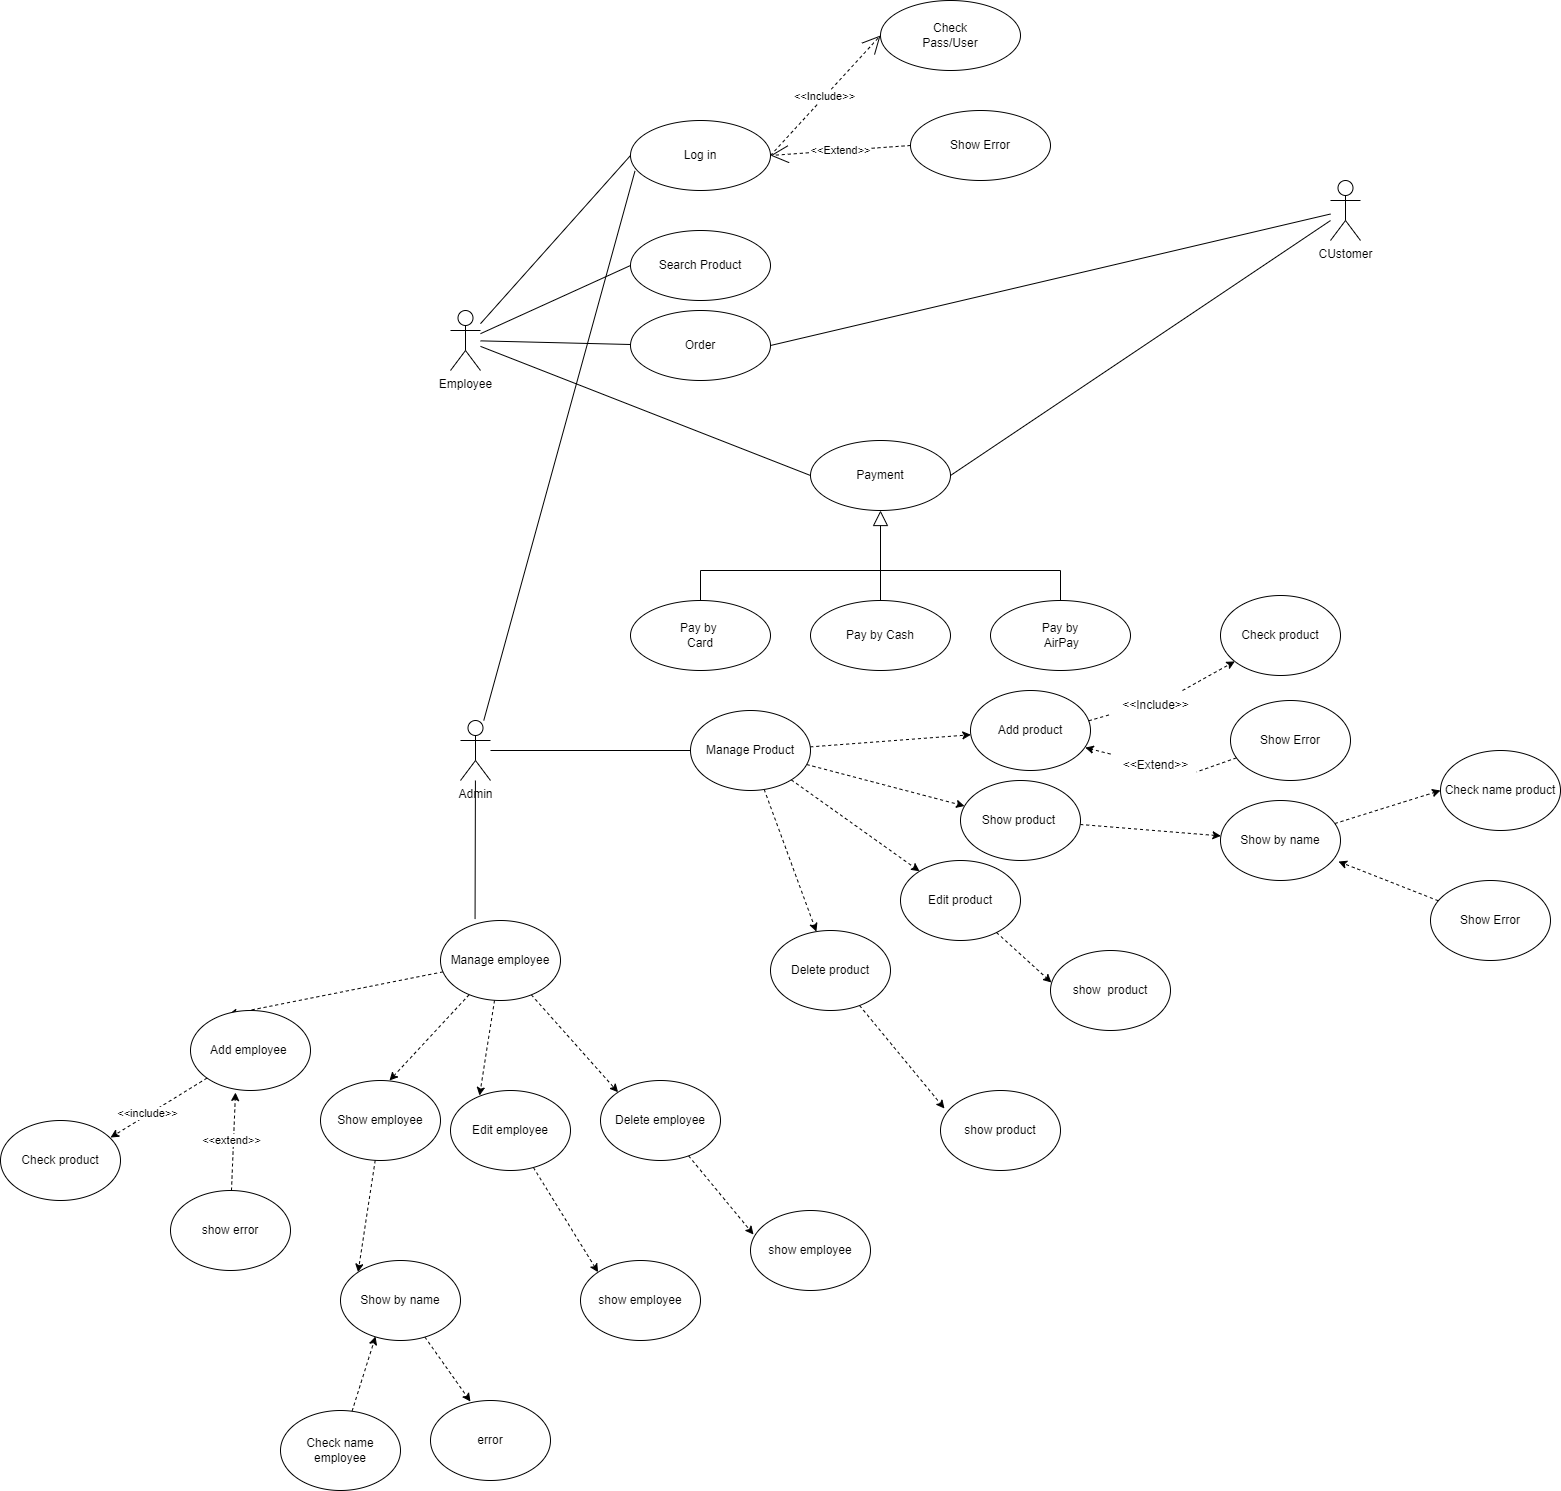 Check
Pass/User
<<Include>>
Log in
<<Extend>>
Show Error
CUstomer
Search Product
Order
Employee
Payment
Pay by
Card
Pay by Cash
Pay by
AirPay
Check product
<<Include>>
Add product
Show Error
Manage Product
<<Extend>>
Admin
Check name product
Show product
Show by name
Edit product
Show Error
Manage employee
Delete product
show  product
Add employee
<<include>>
Show employee
Delete employee
Edit employee
show product
<<extend>>
Check product
show error
show employee
Show by name
show employee
Check name
employee
error